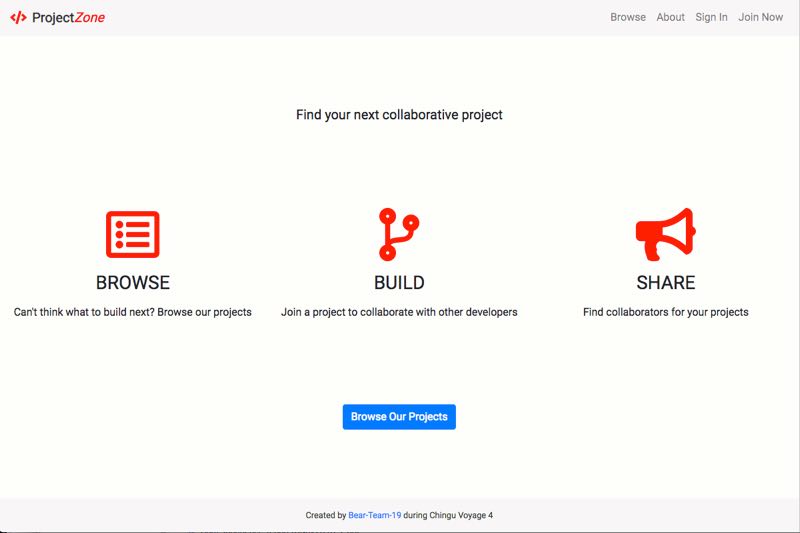 </> ProjectZone
Browse About Sign In Join Now
Find your next collaborative project
BROWSE
Can't think what to build next? Browse our projects
BUILD
Join a project to collaborate with other developers
SHARE
Find collaborators for your projects
Browse Our Projects
Created by Bear-Team-19 during Chingu Voyage 4